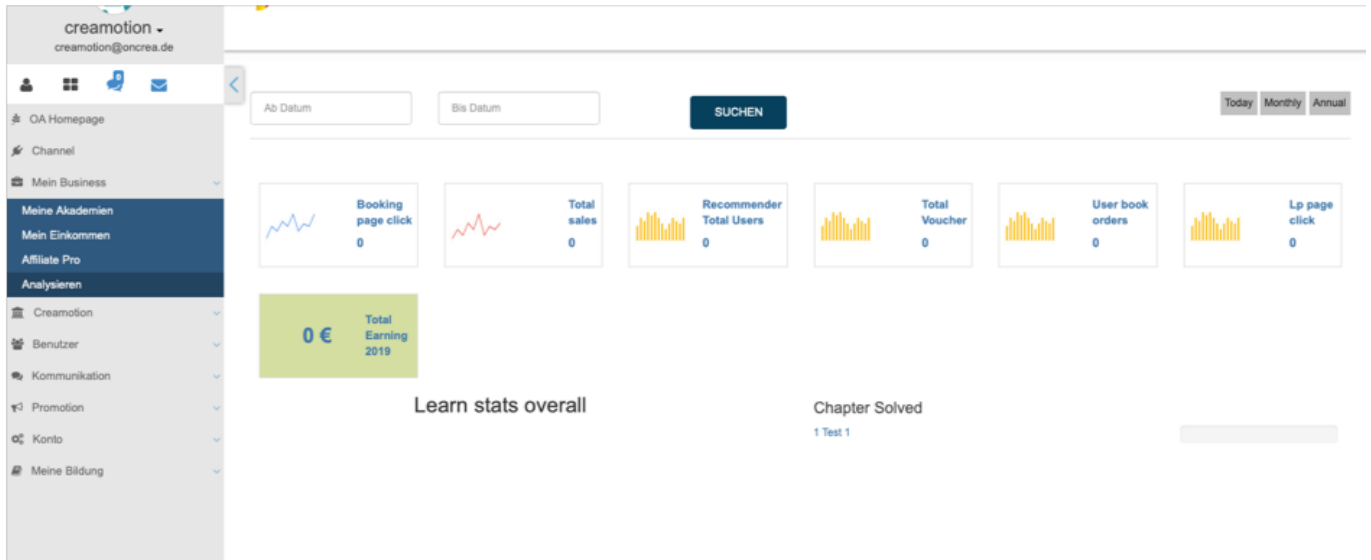 creamotion
creamotion@oncrea.de
OA Homepage
Channel
Mein Business
Meine Akademien
Mein Einkommen
Affiliate Pro
Analysieren
Creamotion
Benutzer
Kommunikation
Promotion
Konto
Meine Bildung
Ab Datum
Bis Datum
SUCHEN
Today Monthly Annual
Booking
page click
0
Total
sales
0
Recommender
Total Users
0
Total
Voucher
0
User book
orders
0
Lp page
click
0
0 €
Total
Earning
2019
Learn stats overall
Chapter Solved
1 Test 1